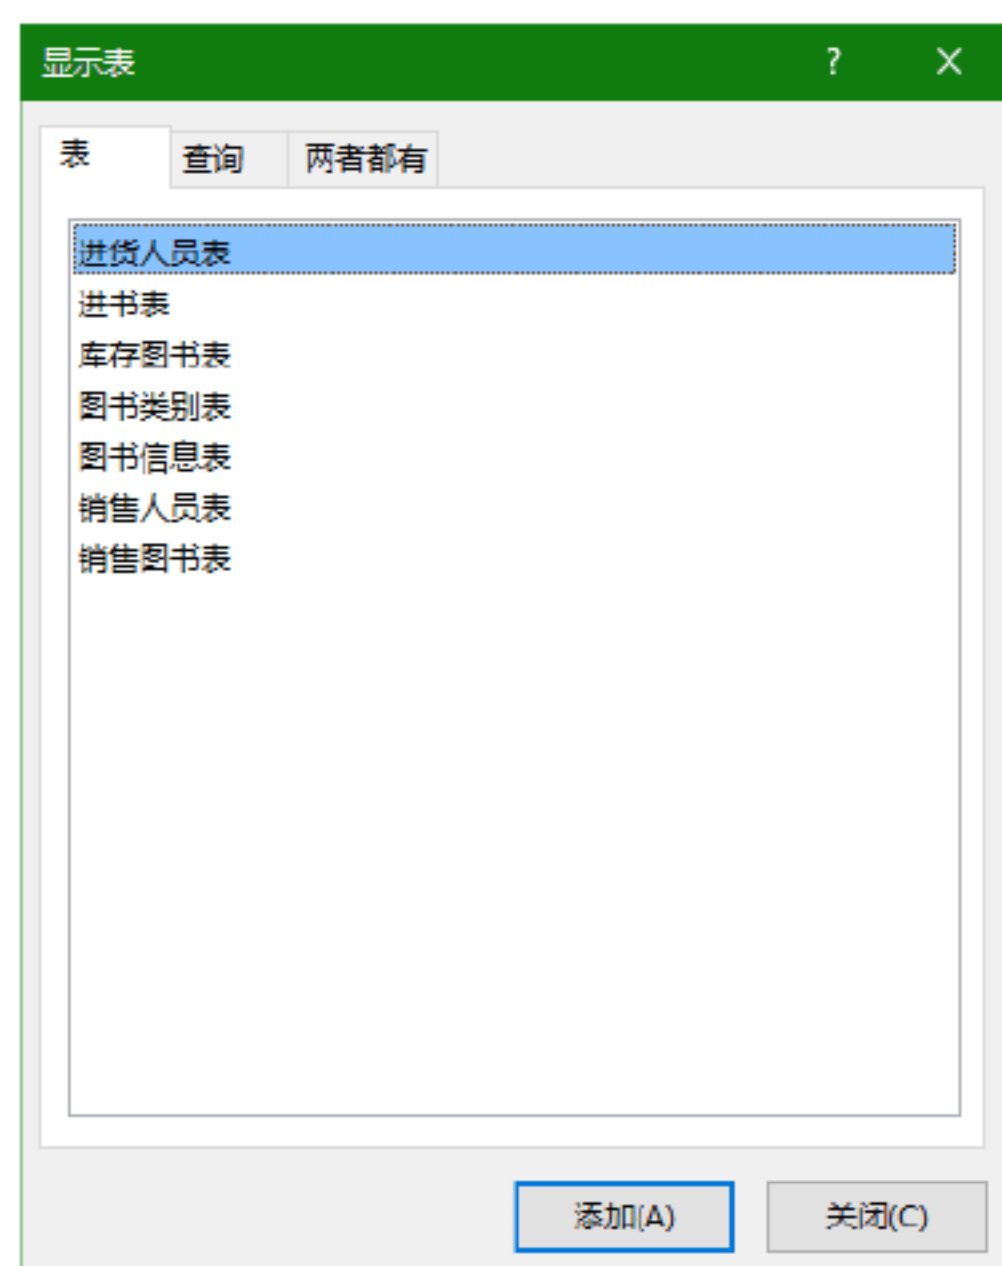 显示表
表 查询 两者都有
进货人员表
进书表
库存图书表
图书类别表
图书信息表
销售人员表
销售图书表
添加(A) 关闭(C)